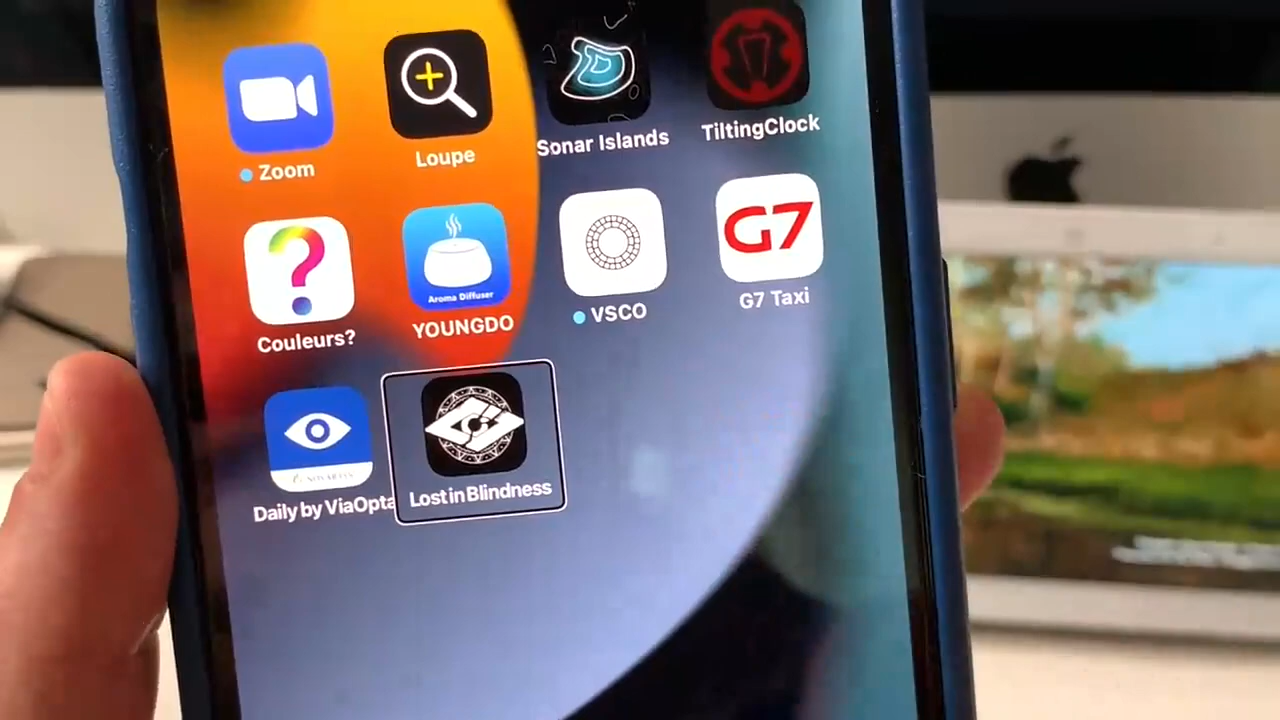 Zoom
Loupe
Sonar Islands
TiltingClock
Aroma Diffuser
G7
Couleurs?
YOUNGDO
VSCO
G7 Taxi
Daily by ViaOpta
Lost in Blindness